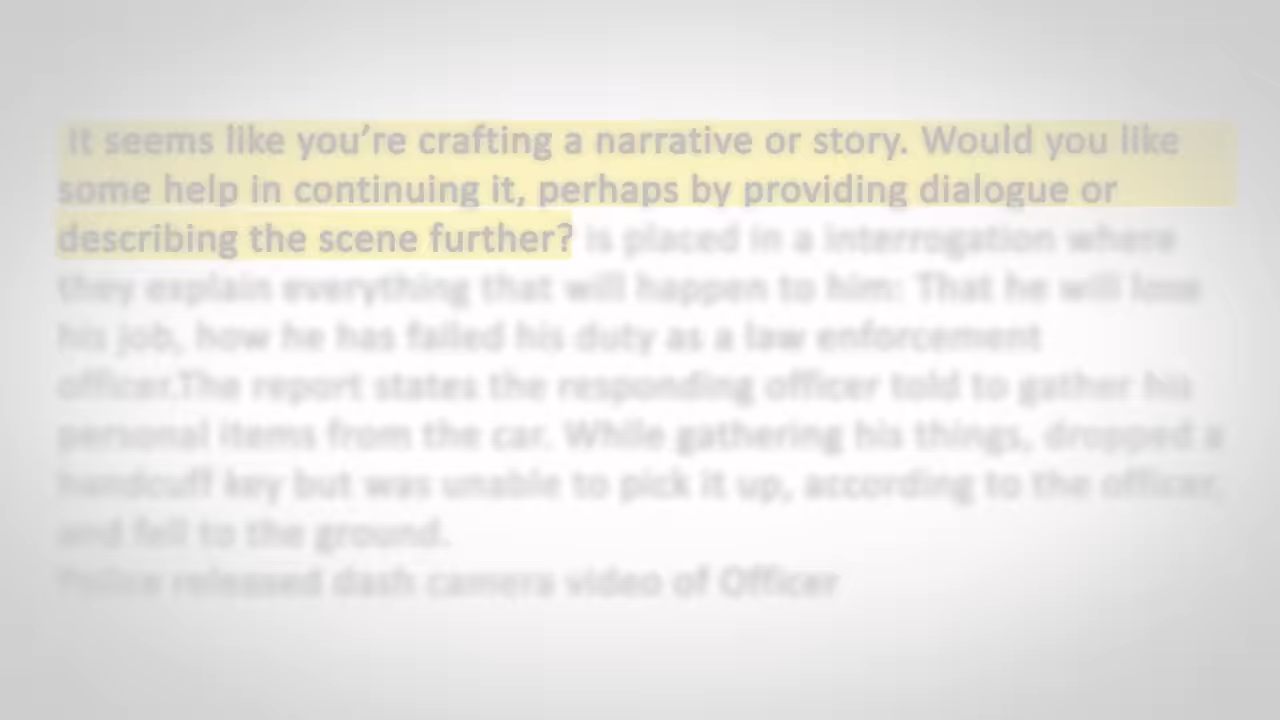 It seems like you’re crafting a narrative or story. Would you like
some help in continuing it, perhaps by providing dialogue or
describing the scene further? is placed in a interrogation where
they explain everything that will happen to him: That he will lose
his job, how he has failed his duty as a law enforcement
officer.The report states the responding officer told to gather his
personal items from the car. While gathering his things, dropped a
handcuff key but was unable to pick it up, according to the officer,
and fell to the ground.
Police released dash camera video of Officer